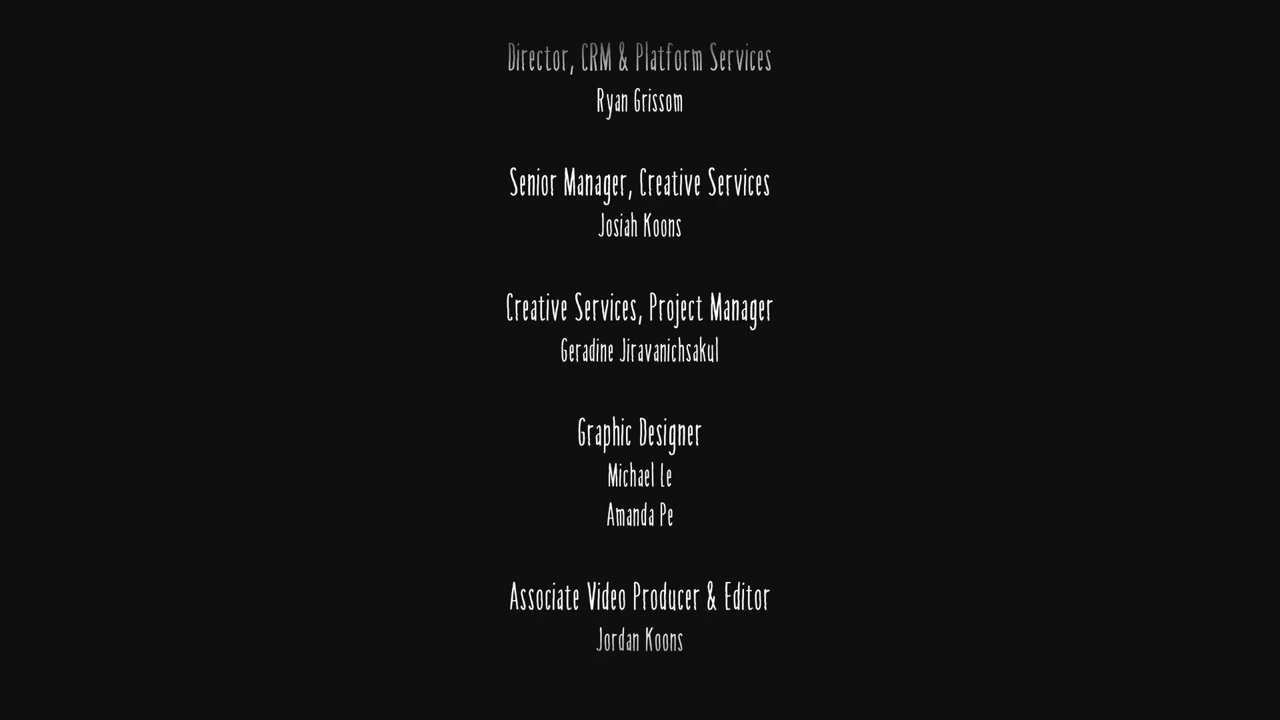 Director, CRM & Platform Services
Ryan Grissom
Senior Manager, Creative Services
Josiah Koons
Creative Services, Project Manager
Geradine Jiravanichsakul
Graphic Designer
Michael Le
Amanda Pe
Associate Video Producer & Editor
Jordan Koons